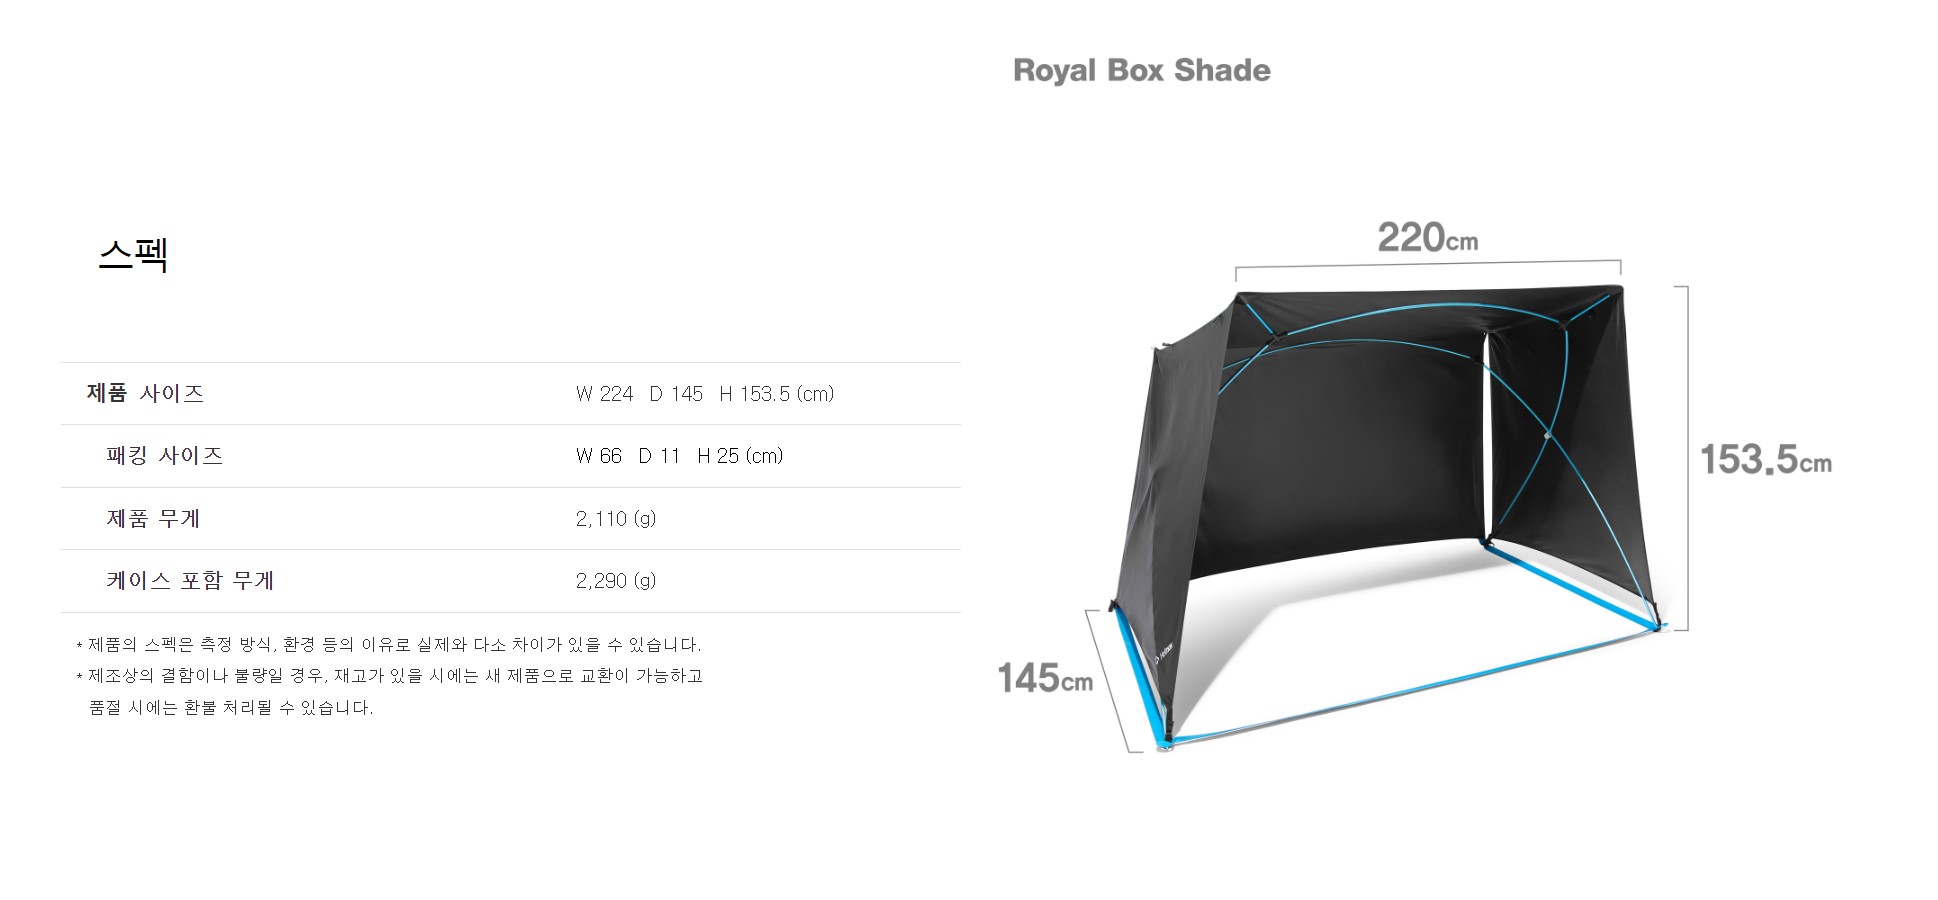 Royal Box Shade
스펙
제품 사이즈 W 224 D 145 H 153.5 (cm)
패킹 사이즈 W 66 D 11 H 25 (cm)
제품 무게 2,110 (g)
케이스 포함 무게 2,290 (g)
* 제품의 스펙은 측정 방식, 환경 등의 이유로 실제와 다소 차이가 있을 수 있습니다.
* 제조상의 결함이나 불량일 경우, 재고가 있을 시에는 새 제품으로 교환이 가능하고
품절 시에는 환불 처리될 수 있습니다.
220cm
153.5cm
145cm
Helinox